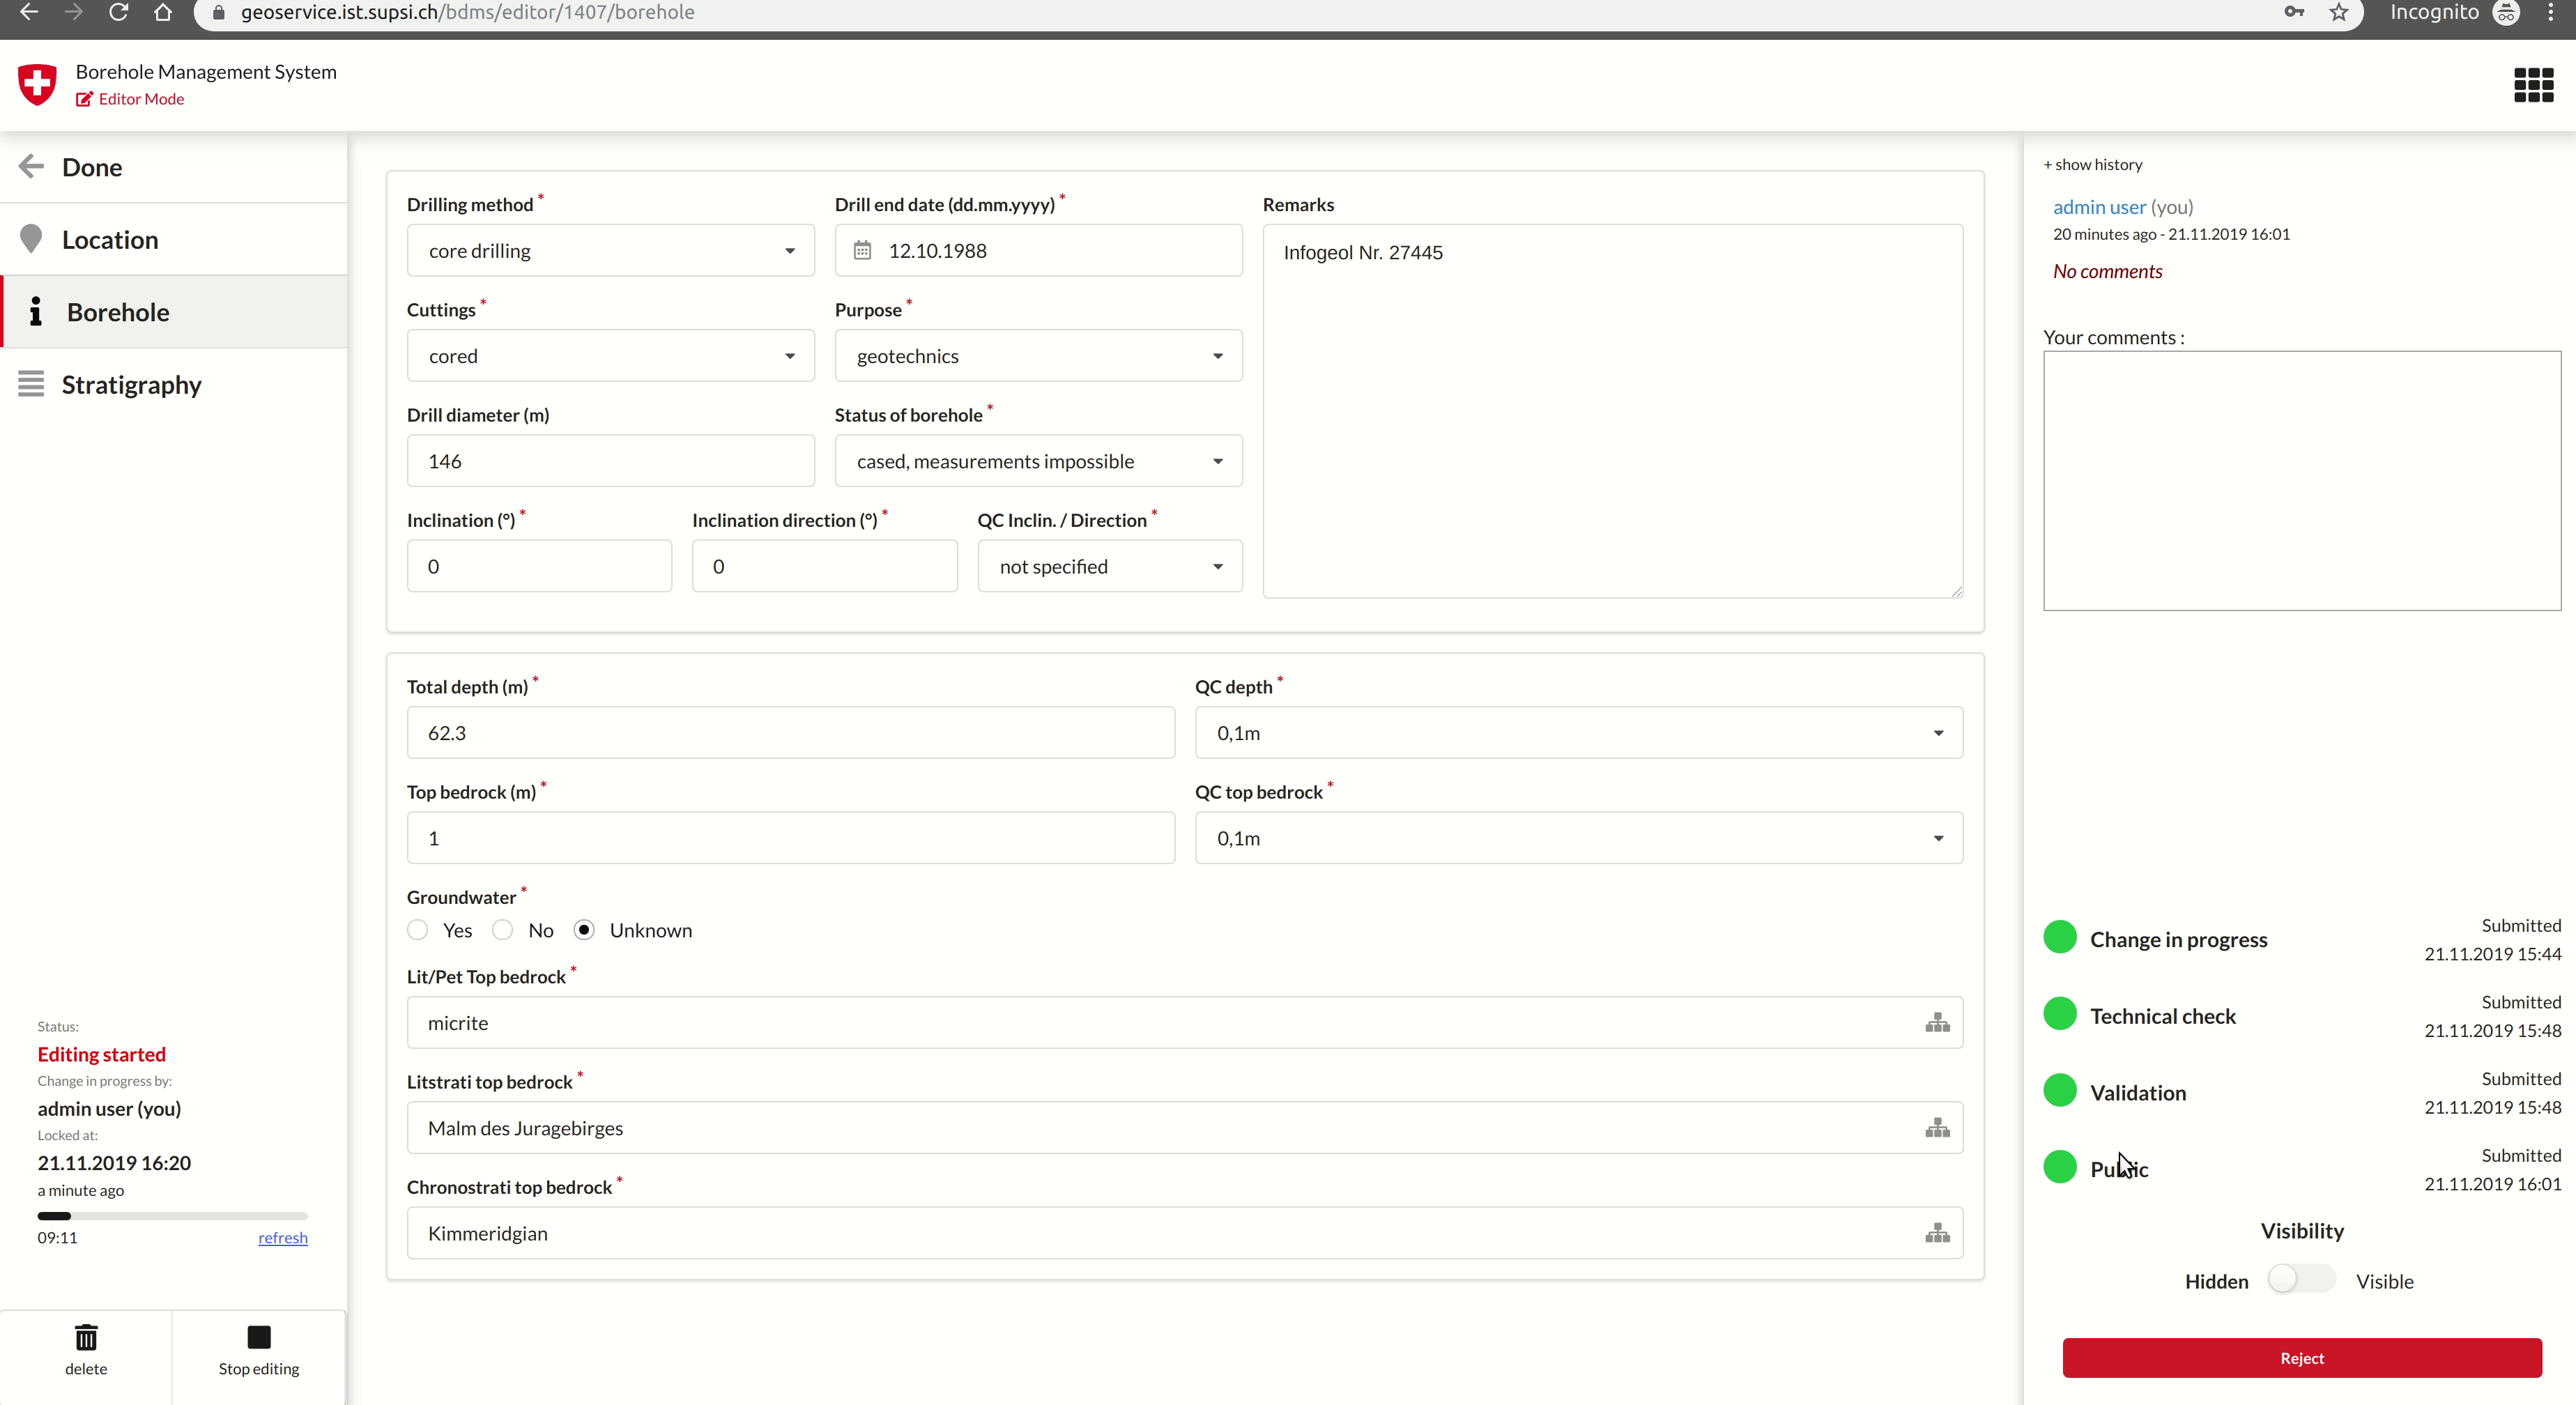 geoservice.ist.supsi.ch/bdms/editor/1407/borehole
Incognito
Borehole Management System
Editor Mode
Done
Location
Borehole
Stratigraphy
Status:
Editing started
Change in progress by:
admin user (you)
Locked at:
21.11.2019 16:20
a minute ago
09:11 refresh
delete
Stop editing
Drilling method *
core drilling
Drill end date (dd.mm.yyyy) *
12.10.1988
Remarks
Infogeol Nr. 27445
Cuttings *
cored
Purpose *
geotechnics
Drill diameter (m)
146
Status of borehole *
cased, measurements impossible
Inclination (°) *
0
Inclination direction (°) *
0
QC Inclin. / Direction *
not specified
Total depth (m) *
62.3
QC depth *
0,1m
Top bedrock (m) *
1
QC top bedrock *
0,1m
Groundwater *
Yes No Unknown
Lit/Pet Top bedrock *
micrite
Litstrati top bedrock *
Malm des Juragebirges
Chronostrati top bedrock *
Kimmeridgian
+ show history
admin user (you)
20 minutes ago - 21.11.2019 16:01
No comments
Your comments :
Change in progress
Submitted
21.11.2019 15:44
Technical check
Submitted
21.11.2019 15:48
Validation
Submitted
21.11.2019 15:48
Public
Submitted
21.11.2019 16:01
Visibility
Hidden Visible
Reject